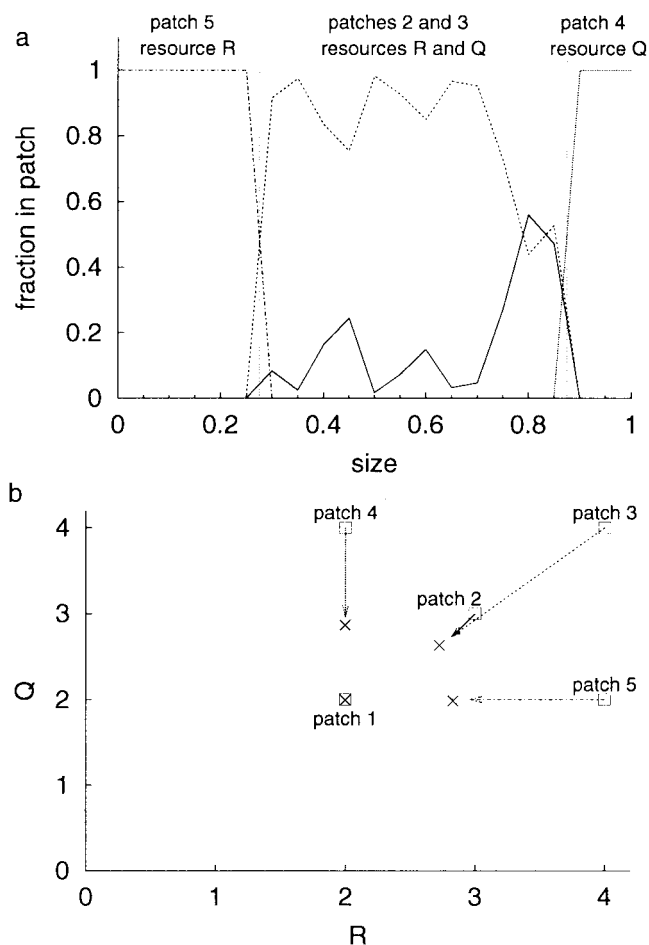 a
patch 5 patches 2 and 3 patch 4
resource R resources R and Q resource Q
1
0.8
0.6
0.4
0.2
0
fraction in patch
0 0.2 0.4 0.6 0.8 1
size
b
4
3
2
1
0
Q
patch 4 patch 3
patch 2
patch 5
patch 1
0 1 2 3 4
R